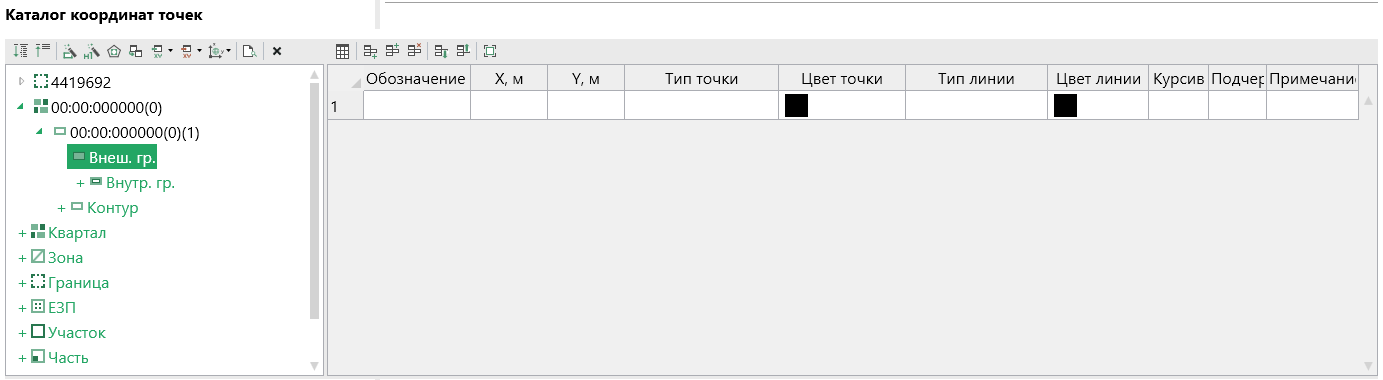 Каталог координат точек
4419692
00:00:000000(0)
00:00:000000(0)(1)
Внеш. гр.
+ Внутр. гр.
+ Контур
+ Квартал
+ Зона
+ Граница
+ ЕЗП
+ Участок
+ Часть
Обозначение X, м Y, м Тип точки Цвет точки Тип линии Цвет линии Курсив Подчер Примечание
1